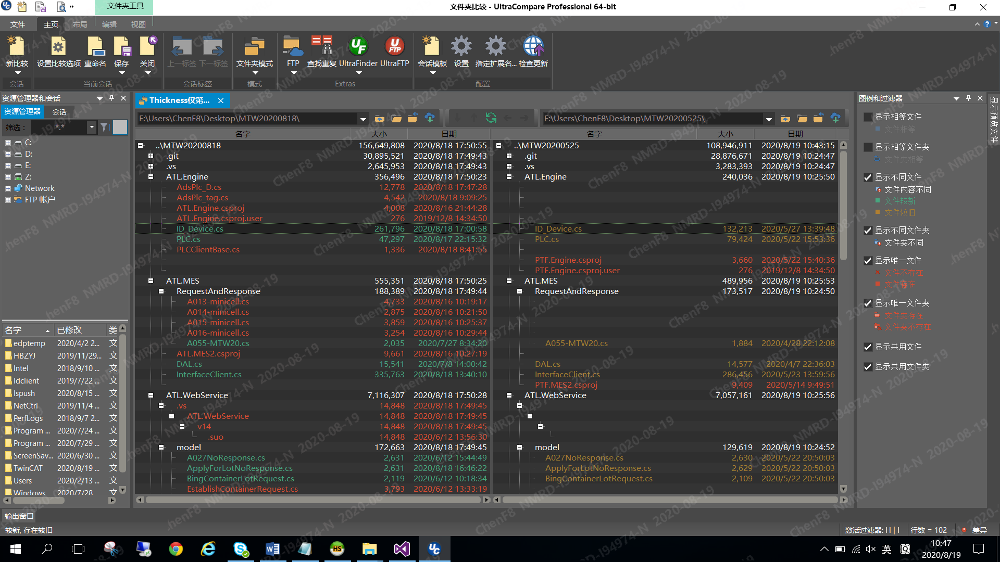 文件夹工具
文件夹比较 - UltraCompare Professional 64-bit
文件 主页 布局 编辑 视图
新比较 设置比较选项 重命名 保存 关闭 上一标签 下一标签 文件夹模式 FTP 查找重复 UltraFinder UltraFTP 会话模板 设置 指定扩展名... 检查更新
会话 当前会话 会话标签 模式 Extras 配置
资源管理器和会话
资源管理器 会话
筛选： *.*
C:
D:
E:
Z:
Network
FTP 帐户
名字 已修改 类
edptemp 2020/4/2 2... 文
HBZYJ 2019/11/29... 文
Intel 2018/9/10 ... 文
ldclient 2019/7/22 ... 文
lspush 2020/8/15 ... 文
NetCtrl 2019/11/4 ... 文
PerfLogs 2018/9/7 2... 文
Program ... 2020/7/24 ... 文
Program ... 2020/7/29 ... 文
ScreenSav... 2020/6/30 ... 文
TwinCAT 2020/8/19 ... 文
Users 2020/2/13 ... 文
Windows 2020/7/28 文
Thickness仅第...
E:\Users\ChenF8\Desktop\MTW20200818\ E:\Users\ChenF8\Desktop\MTW20200525\
名字 大小 日期 名字 大小 日期
..\MTW20200818 156,649,808 2020/8/18 17:50:55 ..\MTW20200525 108,946,911 2020/8/19 10:43:15
.git 30,895,521 2020/8/18 17:49:43 .git 28,876,671 2020/8/19 10:24:47
.vs 2,645,953 2020/8/18 17:49:43 .vs 3,283,393 2020/8/19 10:24:47
ATL.Engine 356,496 2020/8/18 17:50:23 ATL.Engine 240,036 2020/8/19 10:25:50
AdsPlc_D.cs 12,778 2020/8/18 17:47:28
AdsPlc_tag.cs 4,542 2020/8/18 9:09:25
ATL.Engine.csproj 4,008 2020/8/16 21:44:28
ATL.Engine.csproj.user 276 2019/12/8 14:34:50
ID_Device.cs 261,796 2020/8/18 17:00:58 ID_Device.cs 132,213 2020/5/27 13:39:48
PLC.cs 47,297 2020/8/17 22:15:32 PLC.cs 79,424 2020/5/22 15:53:36
PLCClientBase.cs 1,336 2020/8/18 8:41:55
PTF.Engine.csproj 3,660 2020/5/22 15:40:36
PTF.Engine.csproj.user 276 2019/12/8 14:34:50
ATL.MES 555,351 2020/8/18 17:50:25 ATL.MES 489,956 2020/8/19 10:25:53
RequestAndResponse 188,389 2020/8/18 17:49:44 RequestAndResponse 173,517 2020/8/19 10:24:50
A013-minicell.cs 4,733 2020/8/16 10:19:17
A014-minicell.cs 2,875 2020/8/16 10:21:50
A015-minicell.cs 3,859 2020/8/16 10:25:37
A016-minicell.cs 3,254 2020/8/16 10:29:44
A055-MTW20.cs 2,035 2020/7/27 8:34:20 A055-MTW20.cs 1,884 2020/4/28 22:12:08
ATL.MES2.csproj 9,661 2020/8/16 10:27:19
DAL.cs 15,541 2020/7/8 14:00:42 DAL.cs 14,577 2020/4/7 22:36:03
InterfaceClient.cs 335,763 2020/8/18 13:40:10 InterfaceClient.cs 286,456 2020/5/23 13:59:56
PTF.MES2.csproj 9,409 2020/5/14 9:49:51
ATL.WebService 7,116,307 2020/8/18 17:50:28 ATL.WebService 7,057,161 2020/8/19 10:25:56
.vs 14,848 2020/8/18 17:49:45
ATL.WebService 14,848 2020/8/18 17:49:45
v14 14,848 2020/8/18 17:49:45
.suo 14,848 2020/6/12 13:56:30
model 172,663 2020/8/18 17:49:45 model 129,619 2020/8/19 10:24:52
A027NoResponse.cs 2,631 2020/6/12 15:44:49 A027NoResponse.cs 2,630 2020/5/22 20:50:03
ApplyForLotNoResponse.cs 2,631 2020/8/18 16:46:22 ApplyForLotNoResponse.cs 2,629 2020/5/22 20:50:03
BingContainerLotRequest.cs 2,119 2020/6/12 10:18:34 BingContainerLotRequest.cs 2,109 2020/5/22 20:50:03
EstablishContainerRequest.cs 3,793 2020/6/12 13:33:19
图例和过滤器
显示相等文件
文件相等
显示相等文件夹
文件夹相等
显示不同文件
文件内容不同
文件较新
文件较旧
显示不同文件夹
文件夹不同
显示唯一文件
文件不存在
文件存在
显示唯一文件夹
文件夹存在
文件夹不存在
显示共用文件
显示共用文件夹
显示预览文件
输出窗口
较新, 存在较旧
激活过滤器: H | I 行数 = 102 差异
英
10:47
2020/8/19
ChenF8 NMRD-I94974-N 2020-08-19